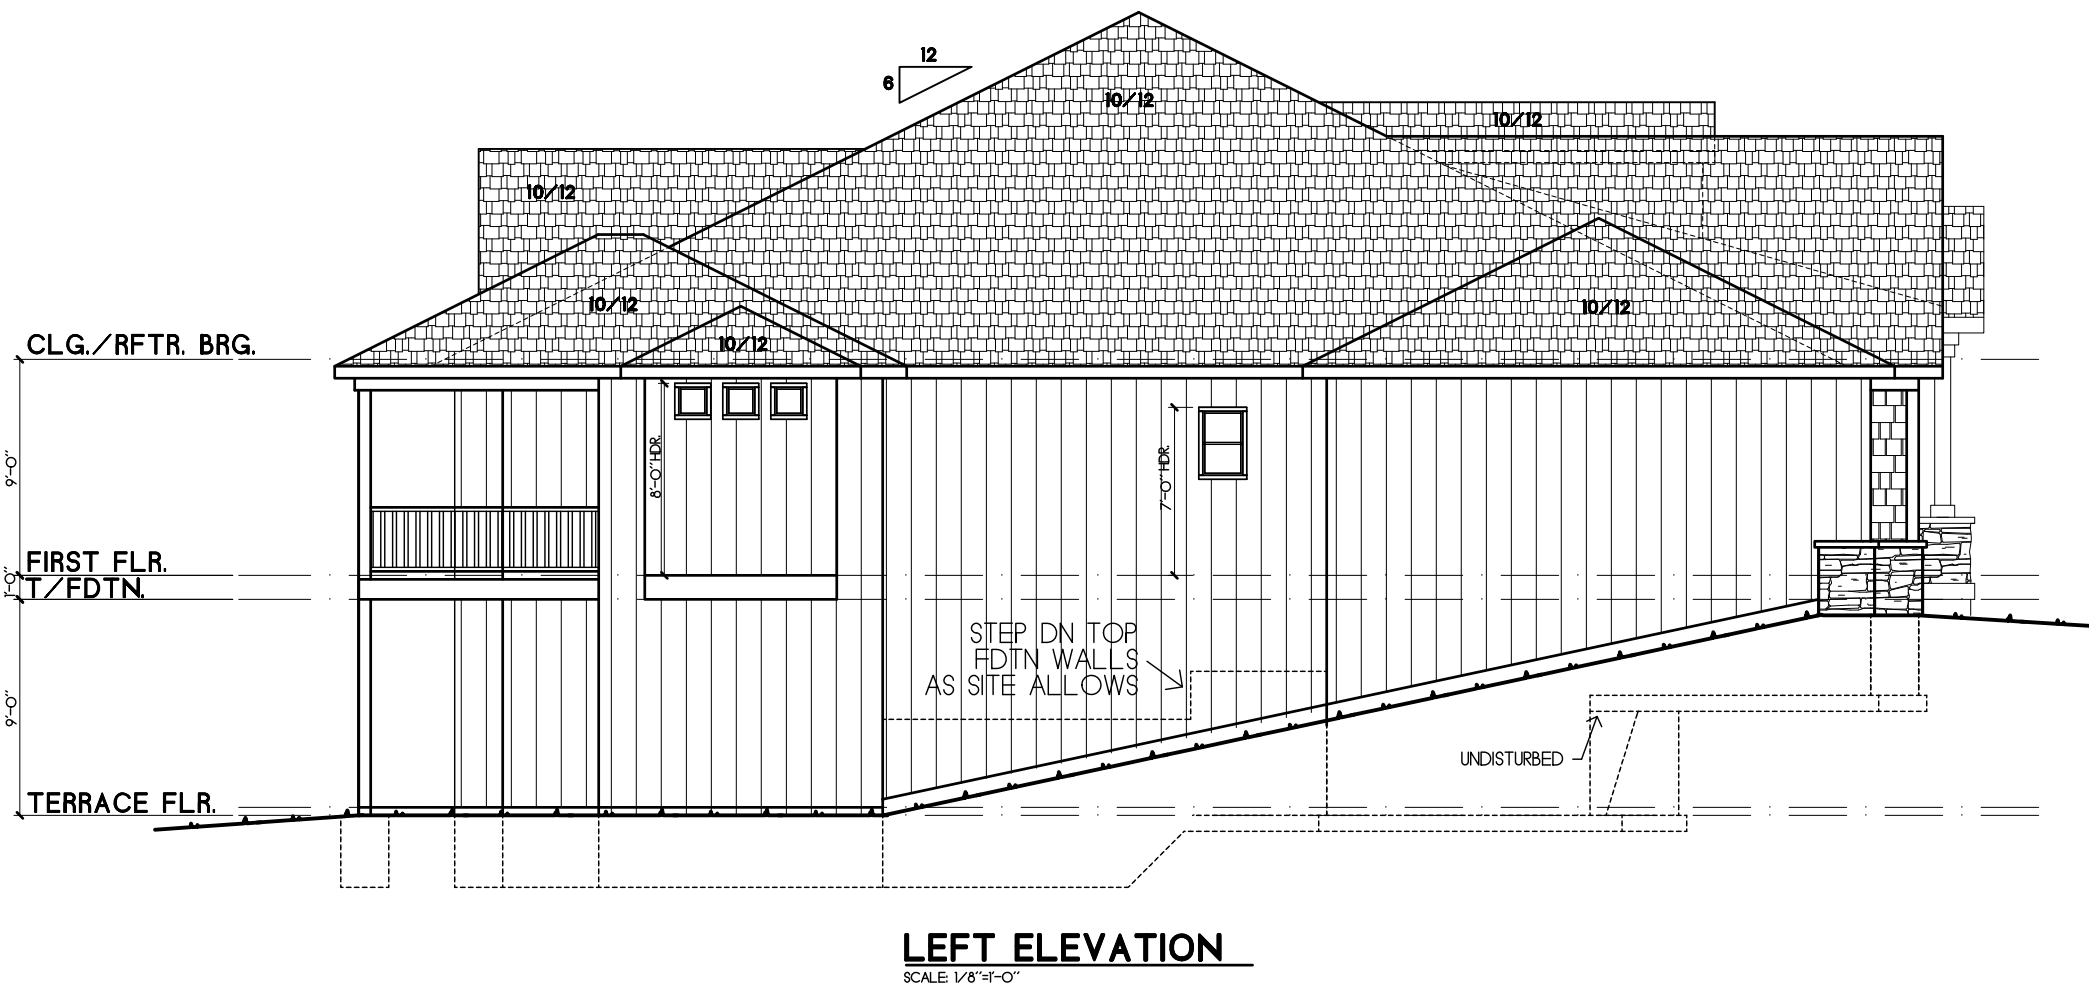 12
6
10/12
10/12
10/12
10/12
10/12
10/12
CLG./RFTR. BRG.
9'-0"
8'-0" HDR.
7'-0" HDR.
FIRST FLR.
1'-0"
T/FDTN.
STEP DN TOP
FDTN WALLS
AS SITE ALLOWS
9'-0"
UNDISTURBED
TERRACE FLR.
LEFT ELEVATION
SCALE: 1/8"=1'-0"